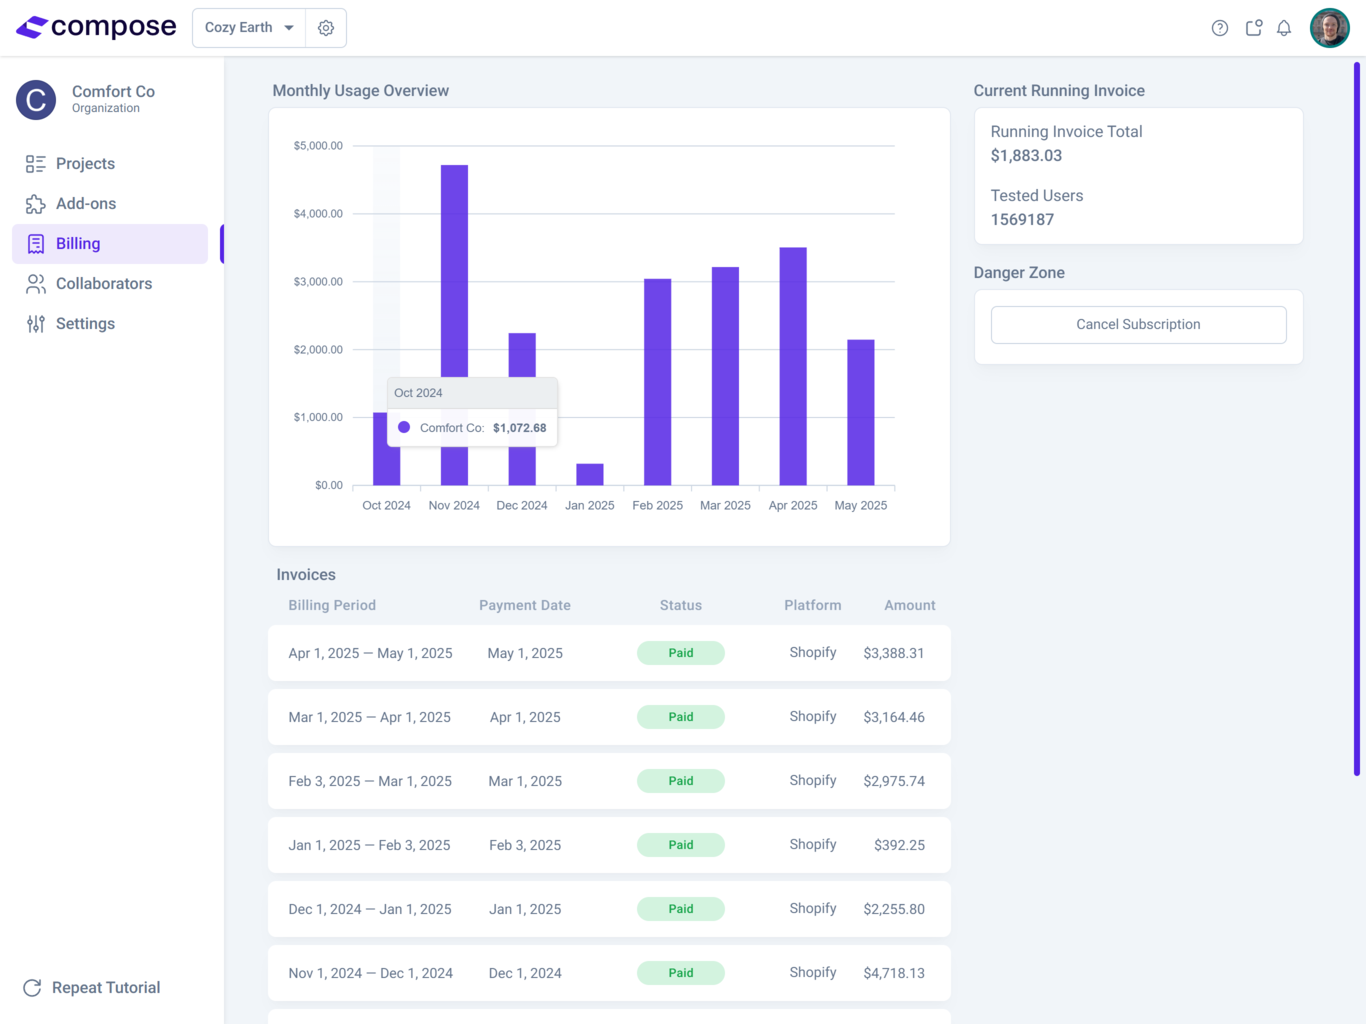 compose
Cozy Earth
C
Comfort Co
Organization
Projects
Add-ons
Billing
Collaborators
Settings
Repeat Tutorial
Monthly Usage Overview
$5,000.00
$4,000.00
$3,000.00
$2,000.00
$1,000.00
$0.00
Oct 2024
Comfort Co: $1,072.68
Oct 2024 Nov 2024 Dec 2024 Jan 2025 Feb 2025 Mar 2025 Apr 2025 May 2025
Current Running Invoice
Running Invoice Total
$1,883.03
Tested Users
1569187
Danger Zone
Cancel Subscription
Invoices
Billing Period Payment Date Status Platform Amount
Apr 1, 2025 — May 1, 2025 May 1, 2025 Paid Shopify $3,388.31
Mar 1, 2025 — Apr 1, 2025 Apr 1, 2025 Paid Shopify $3,164.46
Feb 3, 2025 — Mar 1, 2025 Mar 1, 2025 Paid Shopify $2,975.74
Jan 1, 2025 — Feb 3, 2025 Feb 3, 2025 Paid Shopify $392.25
Dec 1, 2024 — Jan 1, 2025 Jan 1, 2025 Paid Shopify $2,255.80
Nov 1, 2024 — Dec 1, 2024 Dec 1, 2024 Paid Shopify $4,718.13